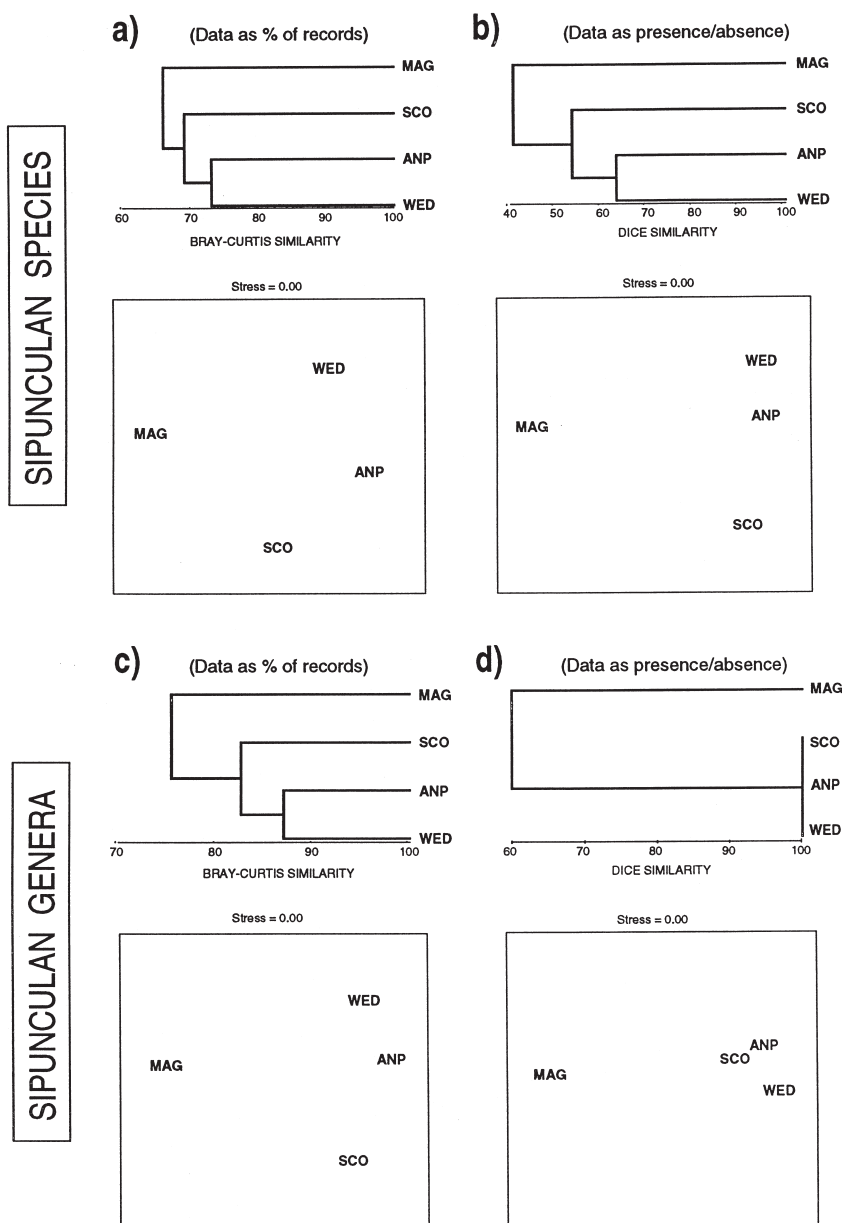 SIPUNCULAN SPECIES
a) (Data as % of records)
MAG
SCO
ANP
WED
60 70 80 90 100
BRAY-CURTIS SIMILARITY
Stress = 0.00
WED
MAG
ANP
SCO
b) (Data as presence/absence)
MAG
SCO
ANP
WED
40 50 60 70 80 90 100
DICE SIMILARITY
Stress = 0.00
WED
ANP
MAG
SCO
SIPUNCULAN GENERA
c) (Data as % of records)
MAG
SCO
ANP
WED
70 80 90 100
BRAY-CURTIS SIMILARITY
Stress = 0.00
WED
MAG
ANP
SCO
d) (Data as presence/absence)
MAG
SCO
ANP
WED
60 70 80 90 100
DICE SIMILARITY
Stress = 0.00
ANP
SCO
MAG
WED